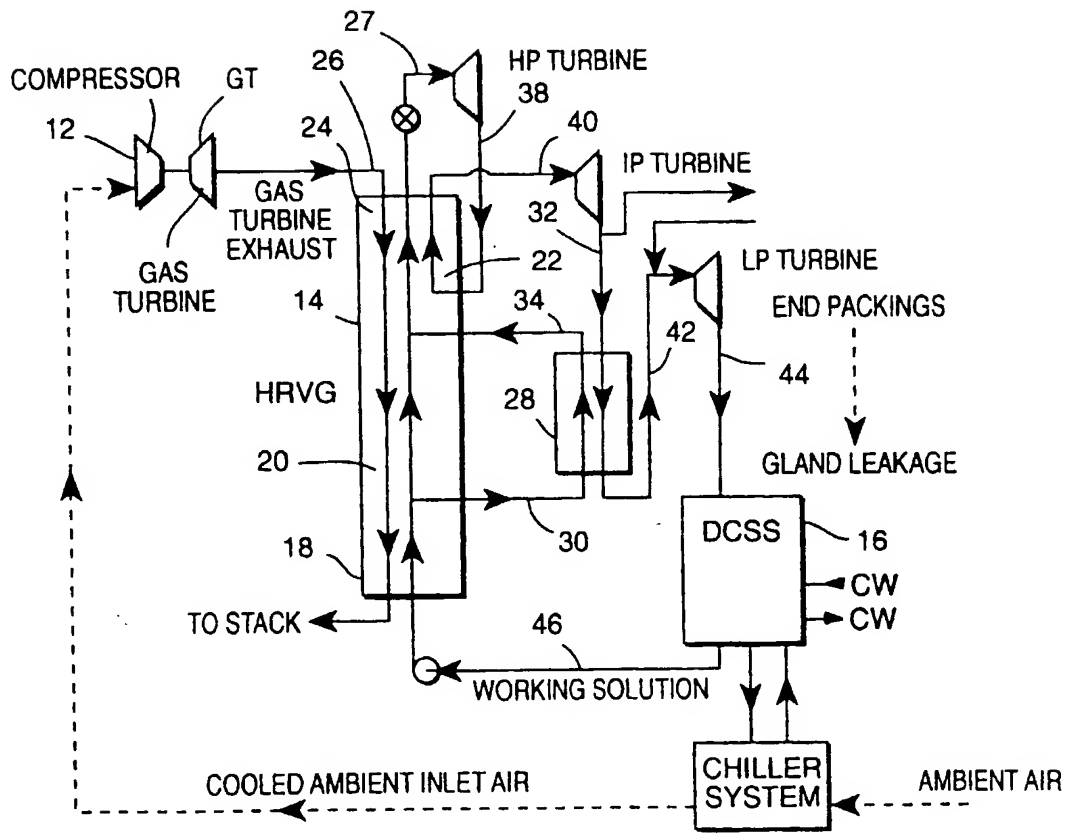 27
COMPRESSOR
GT
26
HP TURBINE
12
38
24
40
IP TURBINE
GAS
TURBINE
EXHAUST
32
22
LP TURBINE
GAS
TURBINE
14
34
END PACKINGS
42
44
HRVG
28
20
GLAND LEAKAGE
DCSS
16
30
18
CW
CW
TO STACK
46
WORKING SOLUTION
CHILLER
SYSTEM
COOLED AMBIENT INLET AIR
AMBIENT AIR